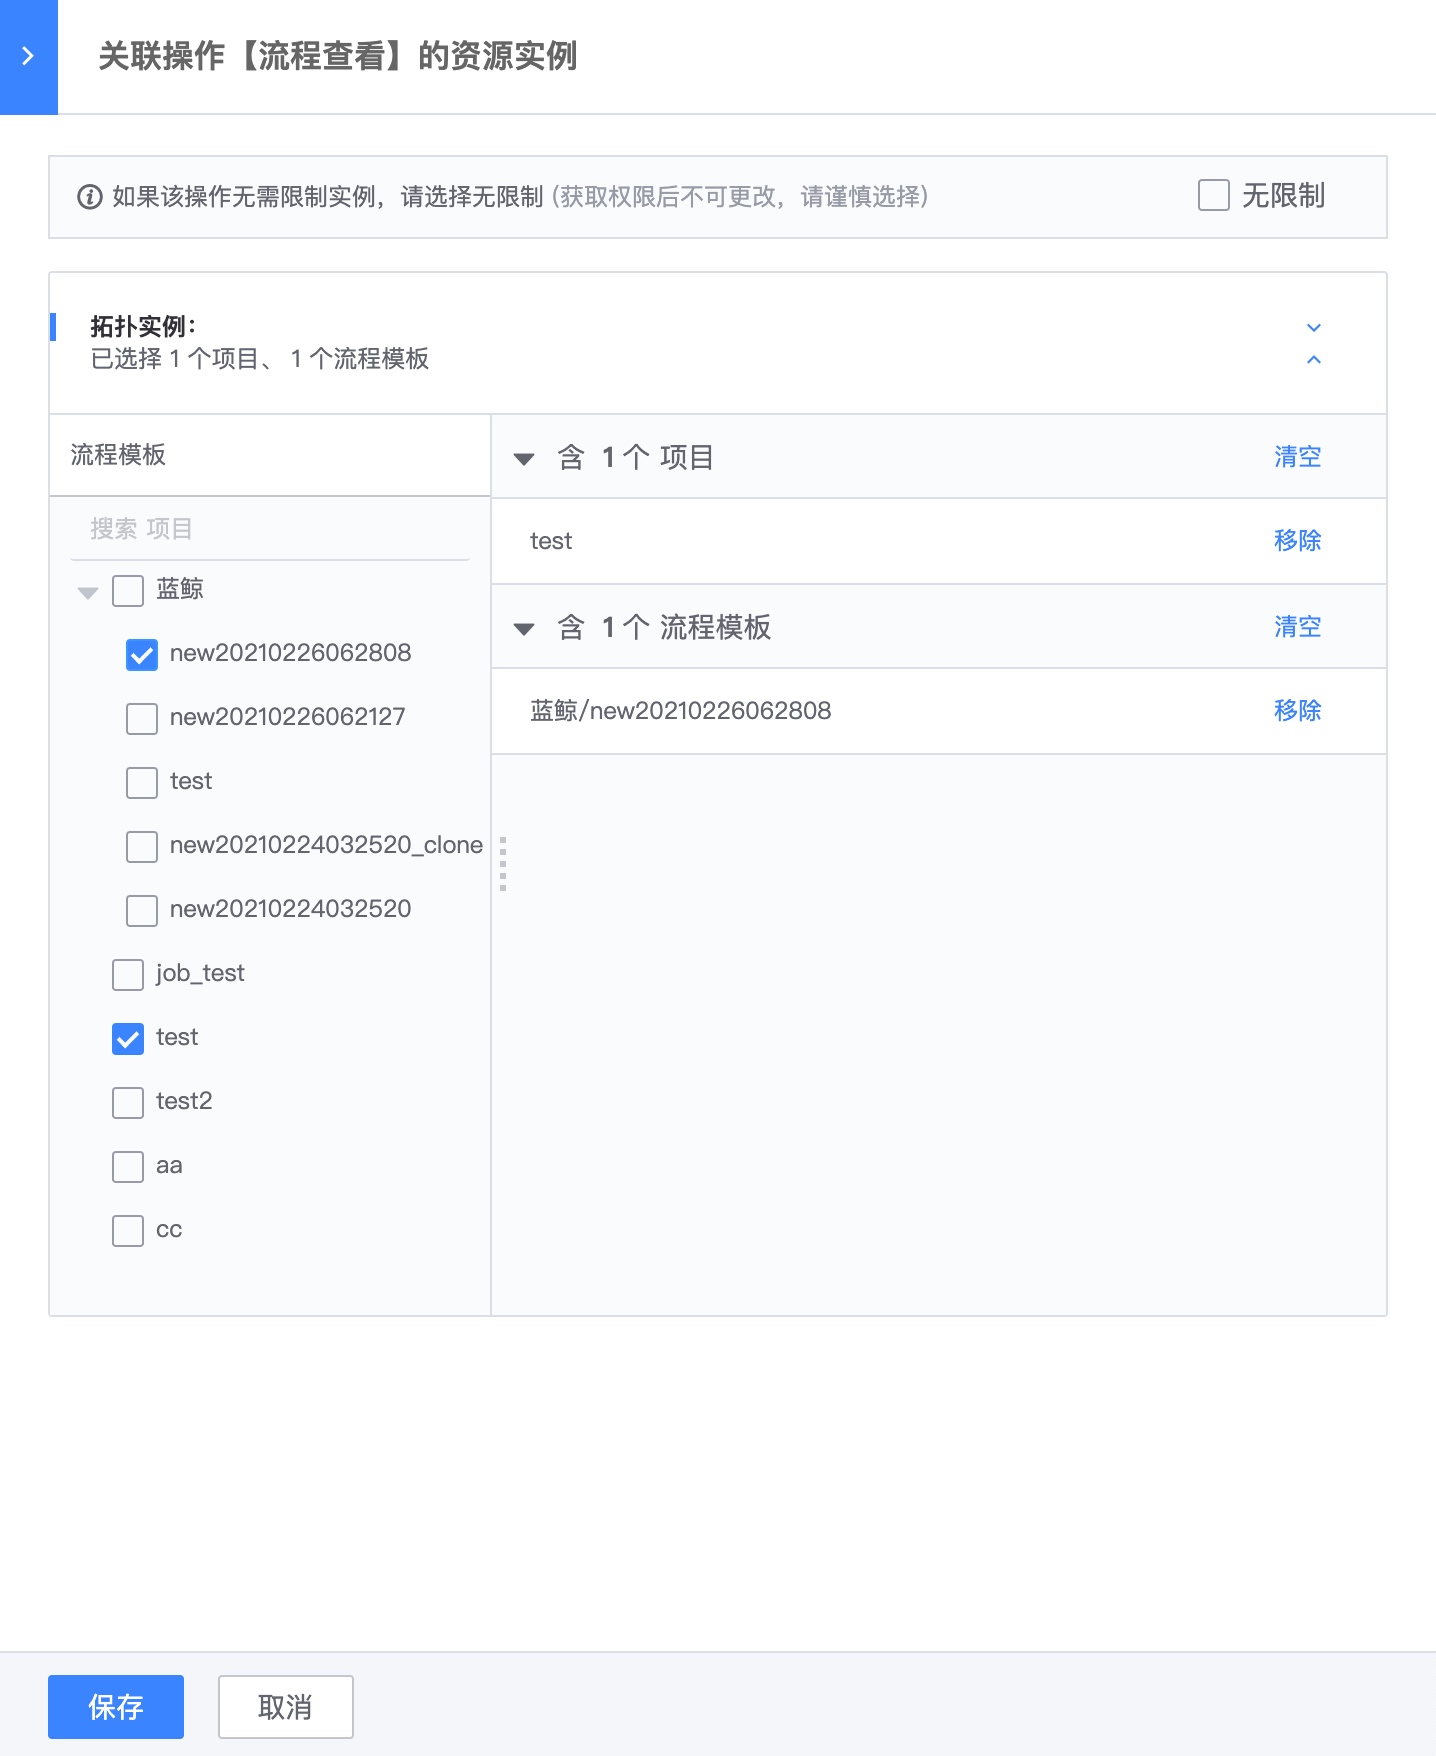 关联操作【流程查看】的资源实例
如果该操作无需限制实例，请选择无限制 (获取权限后不可更改，请谨慎选择)
无限制
拓扑实例：
已选择 1 个项目、 1 个流程模板
流程模板
搜索 项目
蓝鲸
new20210226062808
new20210226062127
test
new20210224032520_clone
new20210224032520
job_test
test
test2
aa
cc
含 1 个 项目
清空
test
移除
含 1 个 流程模板
清空
蓝鲸/new20210226062808
移除
保存
取消